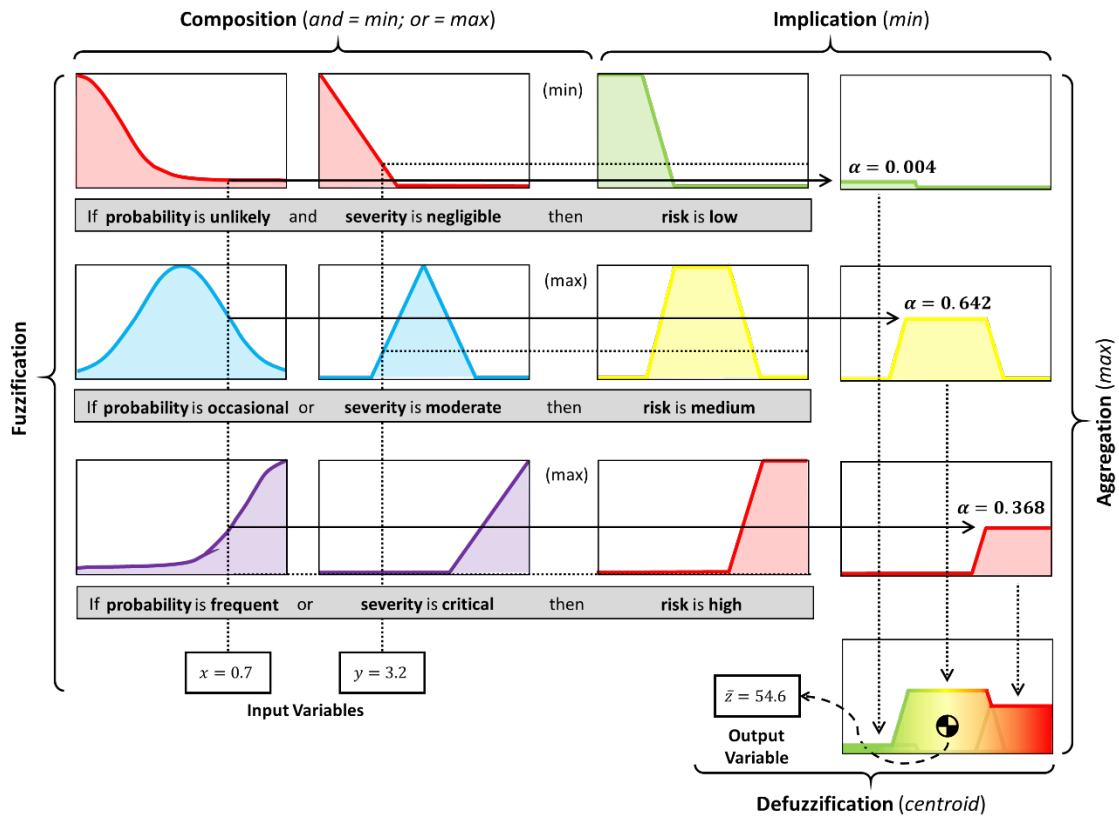 Composition (and = min; or = max)
Implication (min)
Fuzzification
(min)
α = 0.004
If probability is unlikely and severity is negligible then risk is low
(max)
α = 0.642
If probability is occasional or severity is moderate then risk is medium
(max)
α = 0.368
If probability is frequent or severity is critical then risk is high
Aggregation (max)
x = 0.7
y = 3.2
Input Variables
z̄ = 54.6
Output
Variable
Defuzzification (centroid)